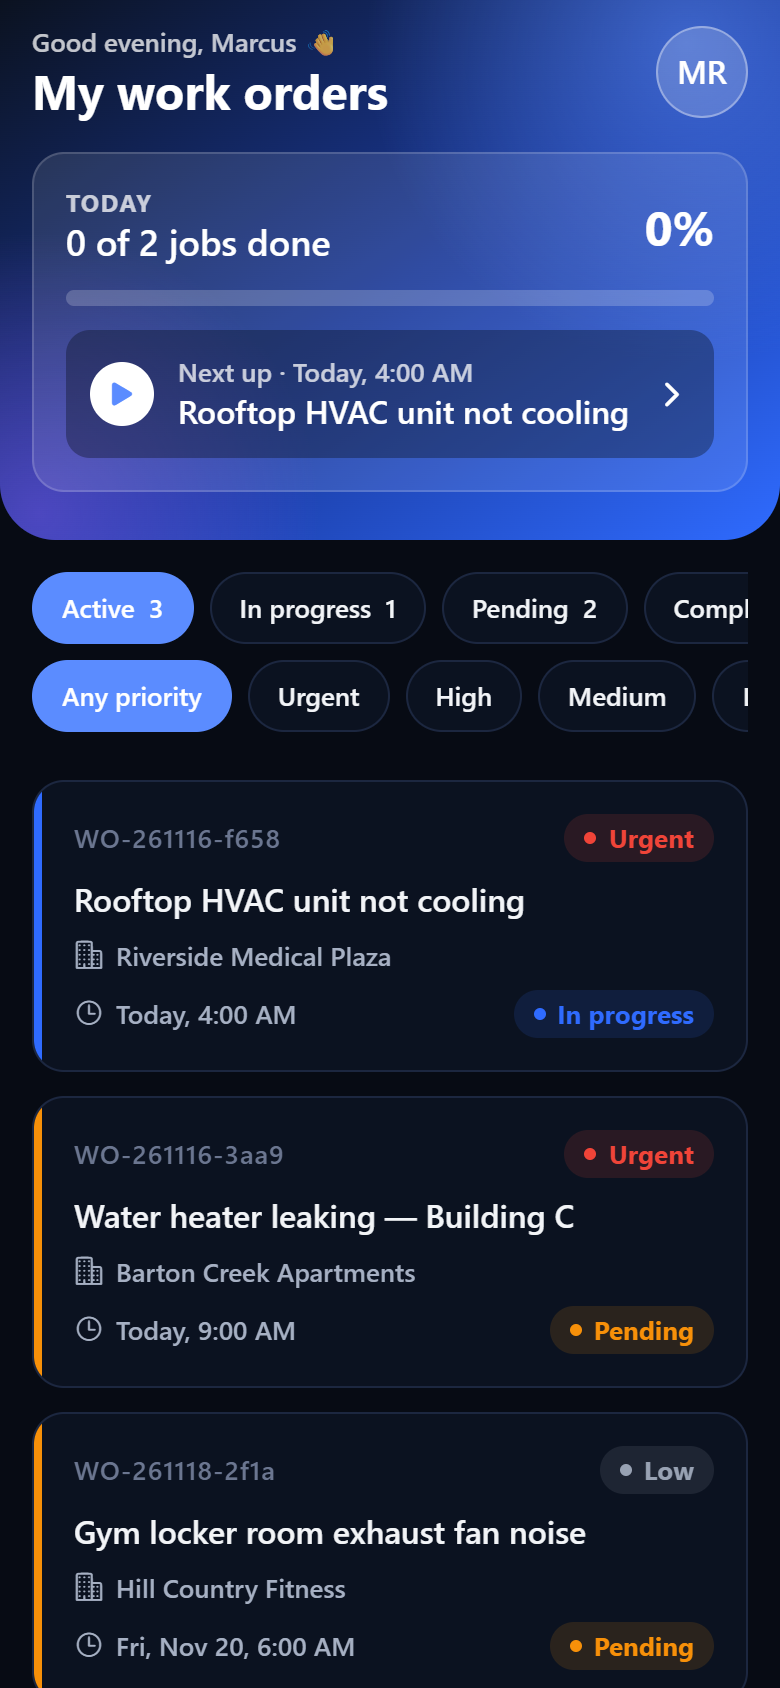 Good evening, Marcus 👋
My work orders
MR
TODAY
0 of 2 jobs done
0%
Next up · Today, 4:00 AM
Rooftop HVAC unit not cooling
Active 3
In progress 1
Pending 2
Compl
Any priority
Urgent
High
Medium
WO-261116-f658
Urgent
Rooftop HVAC unit not cooling
Riverside Medical Plaza
Today, 4:00 AM
In progress
WO-261116-3aa9
Urgent
Water heater leaking — Building C
Barton Creek Apartments
Today, 9:00 AM
Pending
WO-261118-2f1a
Low
Gym locker room exhaust fan noise
Hill Country Fitness
Fri, Nov 20, 6:00 AM
Pending